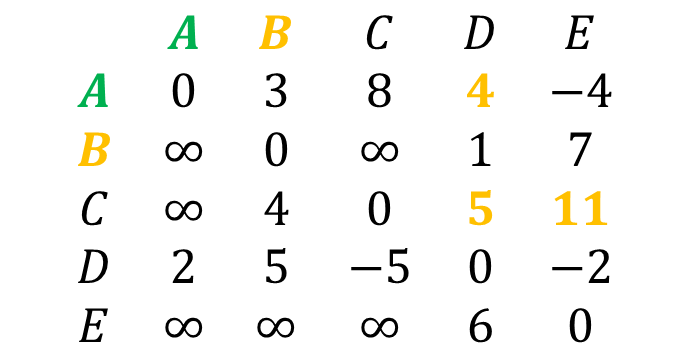 A B C D E
A 0 3 8 4 −4
B ∞ 0 ∞ 1 7
C ∞ 4 0 5 11
D 2 5 −5 0 −2
E ∞ ∞ ∞ 6 0